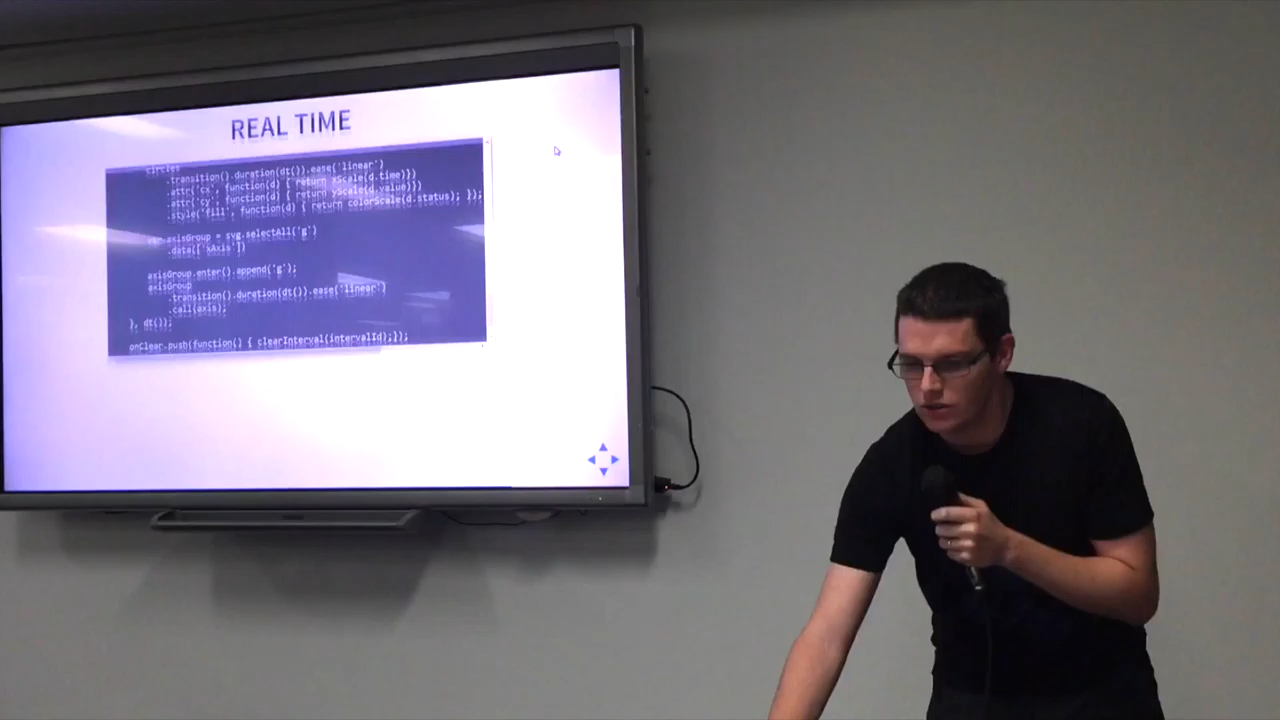 REAL TIME
circles
.transition().duration(dt()).ease('linear')
.attr('cx', function(d) { return xScale(d.time)})
.attr('cy', function(d) { return yScale(d.value)})
.style('fill', function(d) { return colorScale(d.status); });
var axisGroup = svg.selectAll('g')
.data(['xAxis'])
axisGroup.enter().append('g');
axisGroup
.transition().duration(dt()).ease('linear')
.call(axis);
}, dt());
onClear.push(function() { clearInterval(intervalId);});